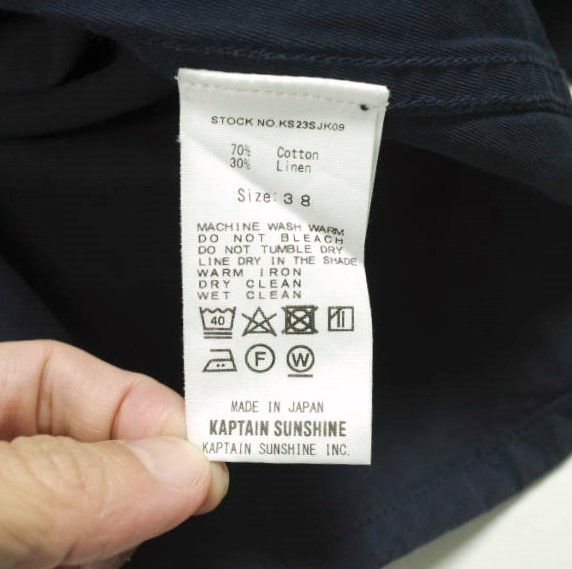 STOCK NO.KS23SJK09
70% Cotton
30% Linen
Size:38
MACHINE WASH WARM
DO NOT BLEACH
DO NOT TUMBLE DRY
LINE DRY IN THE SHADE
WARM IRON
DRY CLEAN
WET CLEAN
40
F W
MADE IN JAPAN
KAPTAIN SUNSHINE
KAPTAIN SUNSHINE INC.